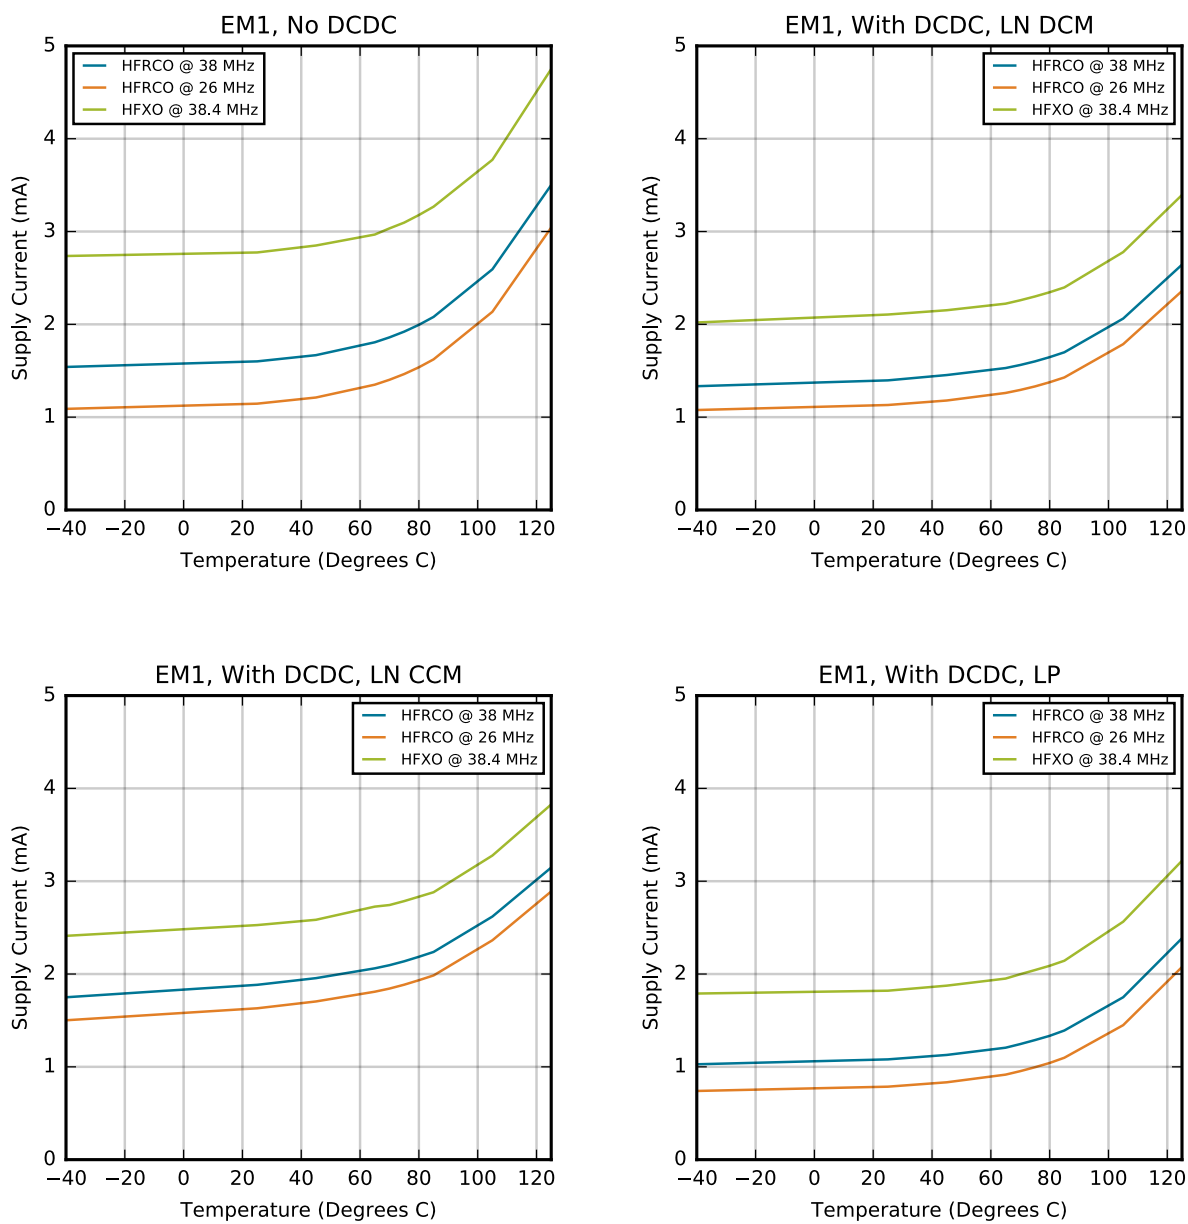 EM1, No DCDC
5
4
3
2
1
0
Supply Current (mA)
HFRCO @ 38 MHz
HFRCO @ 26 MHz
HFXO @ 38.4 MHz
−40 −20 0 20 40 60 80 100 120
Temperature (Degrees C)
EM1, With DCDC, LN DCM
5
4
3
2
1
0
Supply Current (mA)
HFRCO @ 38 MHz
HFRCO @ 26 MHz
HFXO @ 38.4 MHz
−40 −20 0 20 40 60 80 100 120
Temperature (Degrees C)
EM1, With DCDC, LN CCM
5
4
3
2
1
0
Supply Current (mA)
HFRCO @ 38 MHz
HFRCO @ 26 MHz
HFXO @ 38.4 MHz
−40 −20 0 20 40 60 80 100 120
Temperature (Degrees C)
EM1, With DCDC, LP
5
4
3
2
1
0
Supply Current (mA)
HFRCO @ 38 MHz
HFRCO @ 26 MHz
HFXO @ 38.4 MHz
−40 −20 0 20 40 60 80 100 120
Temperature (Degrees C)